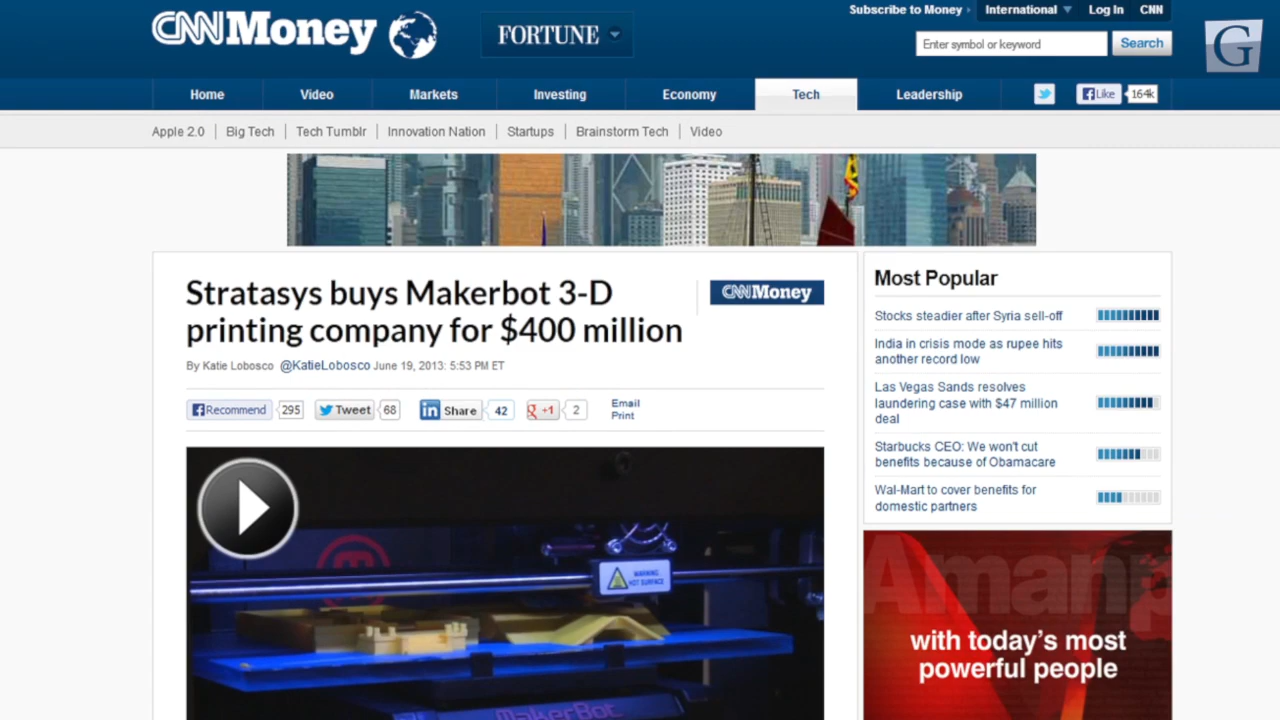 CNNMoney
FORTUNE
Subscribe to Money
International
Log In
CNN
Enter symbol or keyword
Search
G
Home
Video
Markets
Investing
Economy
Tech
Leadership
Like
164k
Apple 2.0
Big Tech
Tech Tumblr
Innovation Nation
Startups
Brainstorm Tech
Video
Stratasys buys Makerbot 3-D
printing company for $400 million
CNNMoney
By Katie Lobosco @KatieLobosco June 19, 2013: 5:53 PM ET
Recommend
295
Tweet
68
in Share
42
g +1
2
Email
Print
WARNING
HOT SURFACE
MakerBot
Most Popular
Stocks steadier after Syria sell-off
India in crisis mode as rupee hits
another record low
Las Vegas Sands resolves
laundering case with $47 million
deal
Starbucks CEO: We won't cut
benefits because of Obamacare
Wal-Mart to cover benefits for
domestic partners
with today's most
powerful people